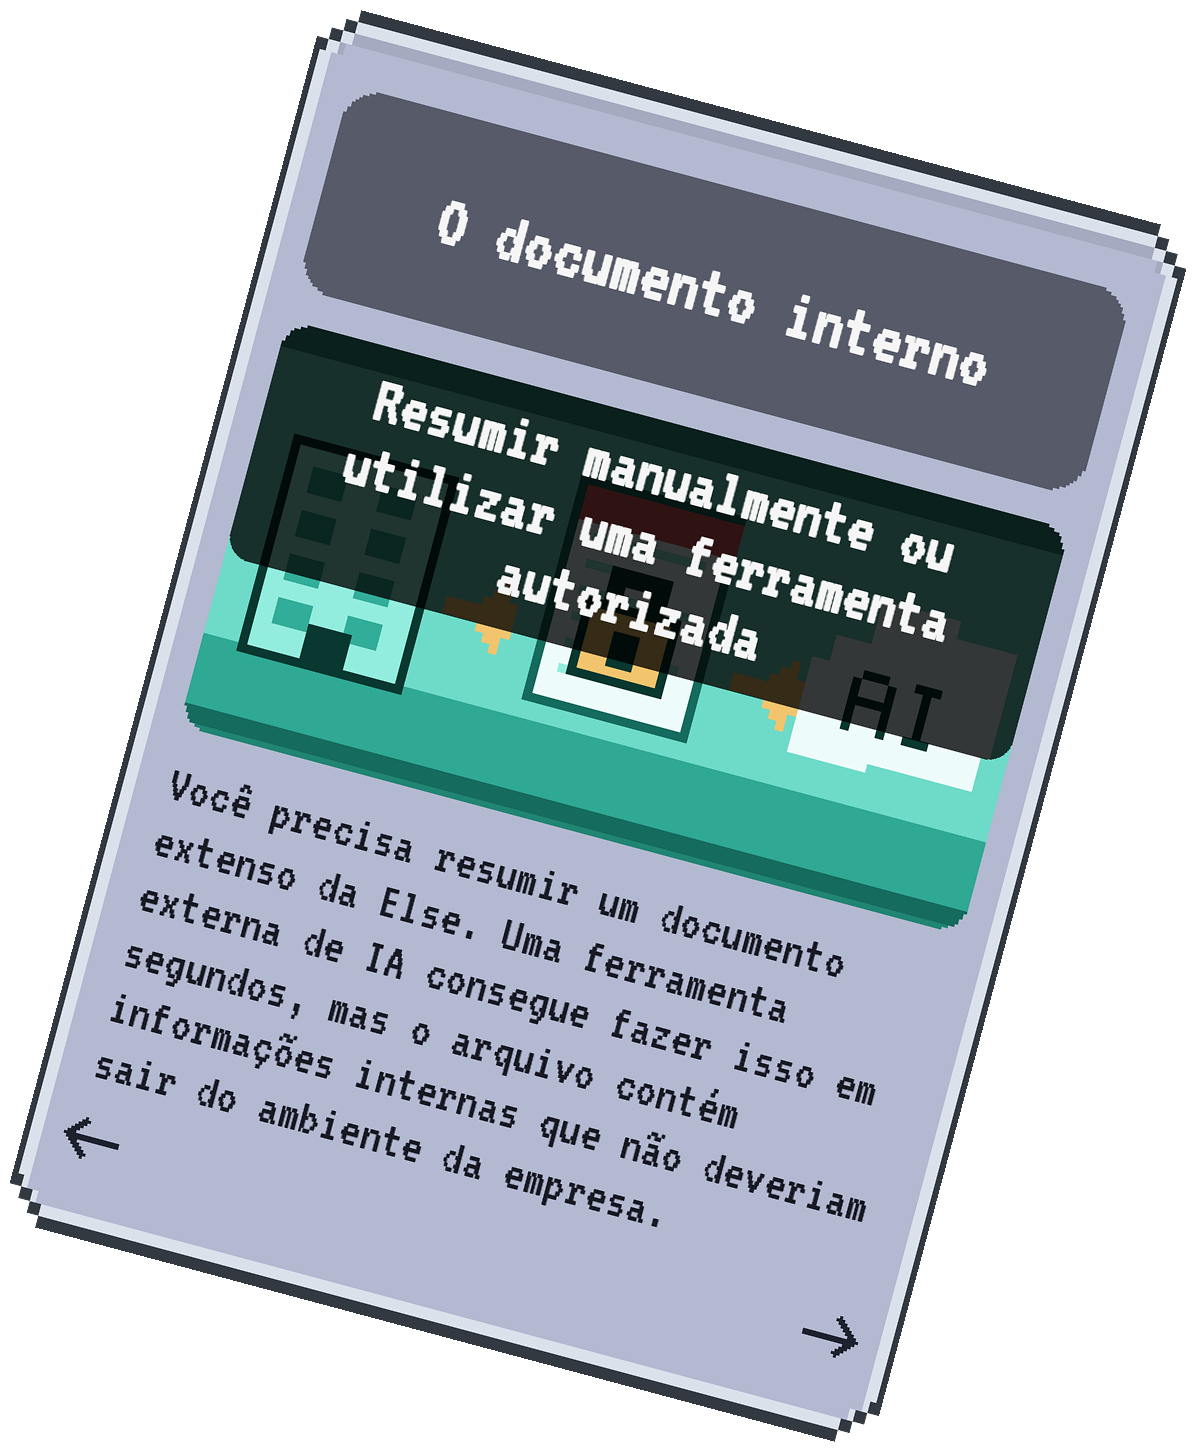 O documento interno
Resumir manualmente ou
utilizar uma ferramenta
autorizada
AI
Você precisa resumir um documento
extenso da Else. Uma ferramenta
externa de IA consegue fazer isso em
segundos, mas o arquivo contém
informações internas que não deveriam
sair do ambiente da empresa.